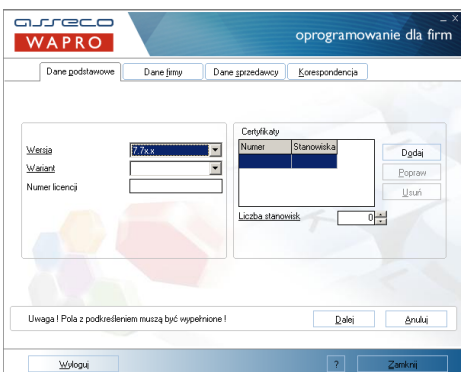 asseco
WAPRO
oprogramowanie dla firm
Dane podstawowe
Dane firmy
Dane sprzedawcy
Korespondencja
Wersja
7.7x.x
Wariant
Numer licencji
Certyfikaty
Numer
Stanowiska
Dodaj
Popraw
Usuń
Liczba stanowisk
0
Uwaga ! Pola z podkreśleniem muszą być wypełnione !
Dalej
Anuluj
Wyloguj
?
Zamknij